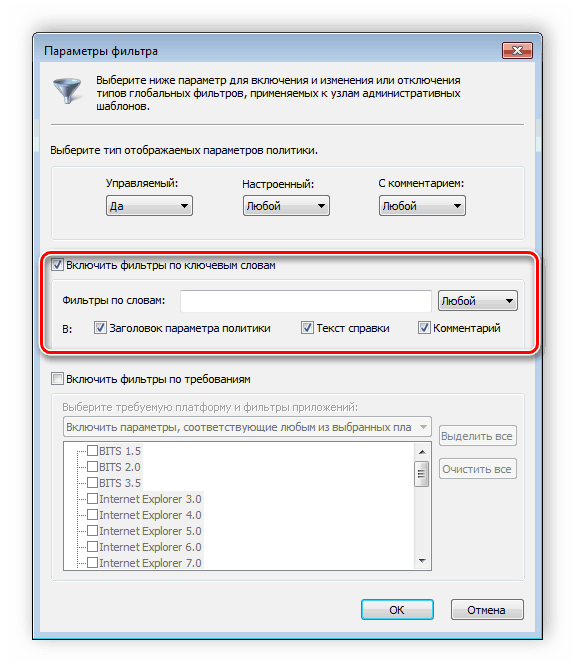 Параметры фильтра
Выберите ниже параметр для включения и изменения или отключения
типов глобальных фильтров, применяемых к узлам административных
шаблонов.
Выберите тип отображаемых параметров политики.
Управляемый: Настроенный: С комментарием:
Да Любой Любой
Включить фильтры по ключевым словам
Фильтры по словам: Любой
В: Заголовок параметра политики Текст справки Комментарий
Включить фильтры по требованиям
Выберите требуемую платформу и фильтры приложений:
Включить параметры, соответствующие любым из выбранных пла
Выделить все
Очистить все
BITS 1.5
BITS 2.0
BITS 3.5
Internet Explorer 3.0
Internet Explorer 4.0
Internet Explorer 5.0
Internet Explorer 6.0
Internet Explorer 7.0
ОК Отмена